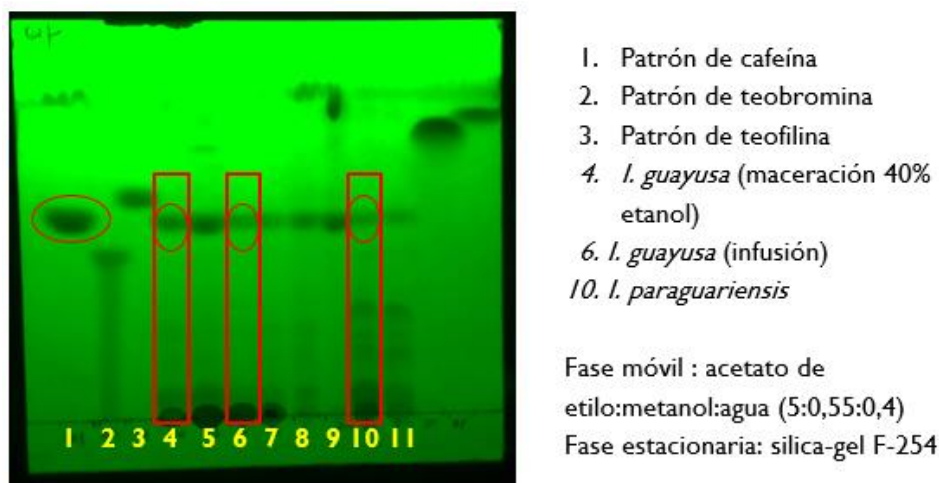 1 2 3 4 5 6 7 8 9 10 11
1. Patrón de cafeína
2. Patrón de teobromina
3. Patrón de teofilina
4. I. guayusa (maceración 40%
etanol)
6. I. guayusa (infusión)
10. I. paraguariensis
Fase móvil : acetato de
etilo:metanol:agua (5:0,55:0,4)
Fase estacionaria: silica-gel F-254